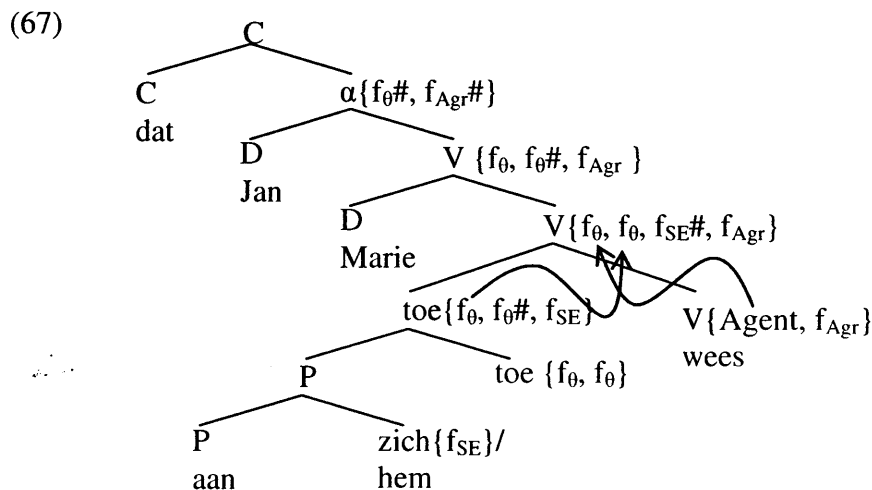 (67)
C
C α{fθ#, fAgr#}
dat
D V {fθ, fθ#, fAgr }
Jan
D V{fθ, fθ, fSE#, fAgr}
Marie
toe{fθ, fθ#, fSE} V{Agent, fAgr}
wees
P toe {fθ, fθ}
P zich{fSE}/
aan hem